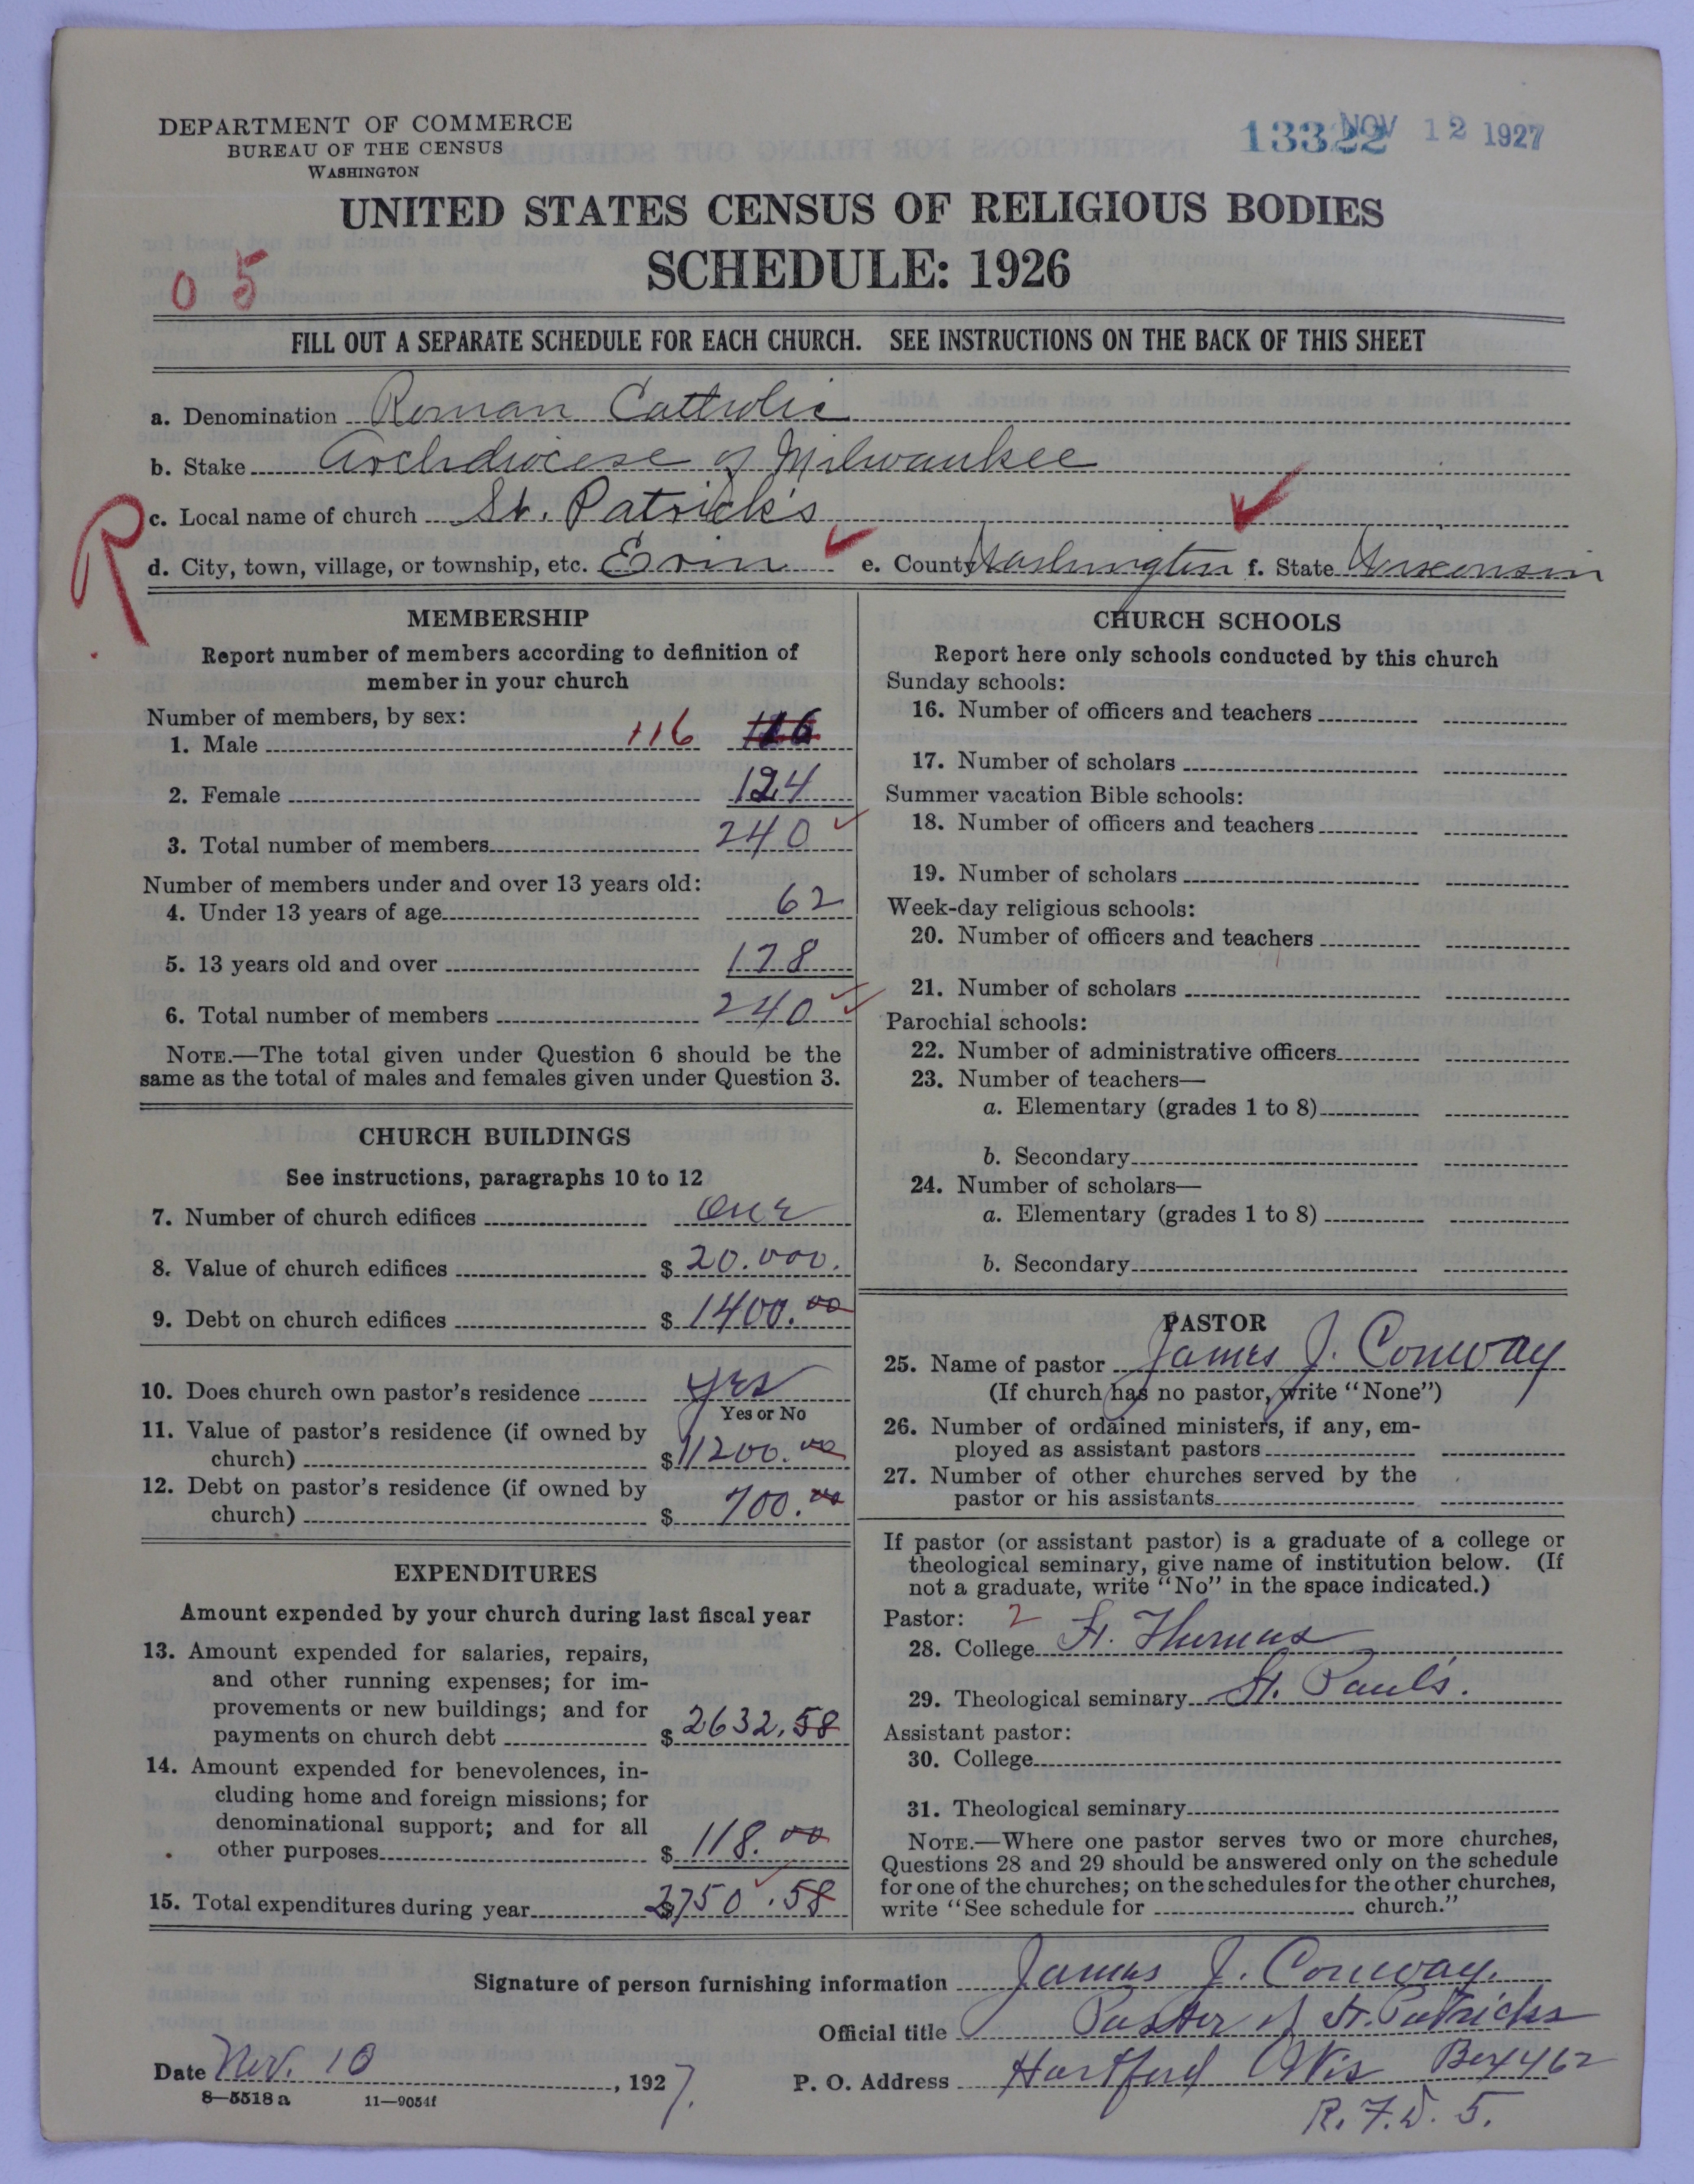 DEPARTMENT OF COMMERCE
BUREAU OF THE CENSUS
WASHINGTON
13322 NOV 12 1927
UNITED STATES CENSUS OF RELIGIOUS BODIES
SCHEDULE: 1926
0 5
FILL OUT A SEPARATE SCHEDULE FOR EACH CHURCH. SEE INSTRUCTIONS ON THE BACK OF THIS SHEET
a. Denomination Roman Catholic
b. Stake Archdiocese of Milwaukee
R
c. Local name of church St. Patrick's
d. City, town, village, or township, etc. Erin e. County Washington f. State Wisconsin
MEMBERSHIP
Report number of members according to definition of
member in your church
Number of members, by sex:
1. Male 116 116
2. Female 124
3. Total number of members 240
Number of members under and over 13 years old:
4. Under 13 years of age 62
5. 13 years old and over 178
6. Total number of members 240
NOTE.—The total given under Question 6 should be the
same as the total of males and females given under Question 3.
CHURCH BUILDINGS
See instructions, paragraphs 10 to 12
7. Number of church edifices One
8. Value of church edifices $ 20.000.
9. Debt on church edifices $ 1400.00
10. Does church own pastor's residence Yes
Yes or No
11. Value of pastor's residence (if owned by
church) $ 11200.00
12. Debt on pastor's residence (if owned by
church) $ 700.00
EXPENDITURES
Amount expended by your church during last fiscal year
13. Amount expended for salaries, repairs,
and other running expenses; for im-
provements or new buildings; and for
payments on church debt $ 2632.58
14. Amount expended for benevolences, in-
cluding home and foreign missions; for
denominational support; and for all
other purposes $ 118.00
15. Total expenditures during year $ 2750.58
CHURCH SCHOOLS
Report here only schools conducted by this church
Sunday schools:
16. Number of officers and teachers
17. Number of scholars
Summer vacation Bible schools:
18. Number of officers and teachers
19. Number of scholars
Week-day religious schools:
20. Number of officers and teachers
21. Number of scholars
Parochial schools:
22. Number of administrative officers
23. Number of teachers—
a. Elementary (grades 1 to 8)
b. Secondary
24. Number of scholars—
a. Elementary (grades 1 to 8)
b. Secondary
PASTOR
25. Name of pastor James J. Conway
(If church has no pastor, write "None")
26. Number of ordained ministers, if any, em-
ployed as assistant pastors
27. Number of other churches served by the
pastor or his assistants
If pastor (or assistant pastor) is a graduate of a college or
theological seminary, give name of institution below. (If
not a graduate, write "No" in the space indicated.)
Pastor: 2
28. College St. Thomas
29. Theological seminary St. Paul's.
Assistant pastor:
30. College
31. Theological seminary
NOTE.—Where one pastor serves two or more churches,
Questions 28 and 29 should be answered only on the schedule
for one of the churches; on the schedules for the other churches,
write "See schedule for church."
Signature of person furnishing information James J. Conway.
Official title Pastor of St. Patricks
Date Nov. 10, 1927.
P. O. Address Hartford Wis Box 462
R. F. D. 5.
8—5518 a 11—9054f